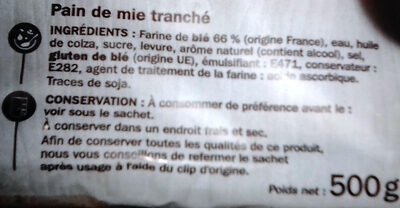 Pain de mie tranché
INGRÉDIENTS : Farine de blé 66 % (origine France), eau, huile
de colza, sucre, levure, arôme naturel (contient alcool), sel,
gluten de blé (origine UE), émulsifiant : E471, conservateur :
E282, agent de traitement de la farine : acide ascorbique.
Traces de soja.
CONSERVATION : À consommer de préférence avant le :
voir sous le sachet.
À conserver dans un endroit frais et sec.
Afin de conserver toutes les qualités de ce produit,
nous vous conseillons de refermer le sachet
après usage à l'aide du clip d'origine.
Poids net : 500g